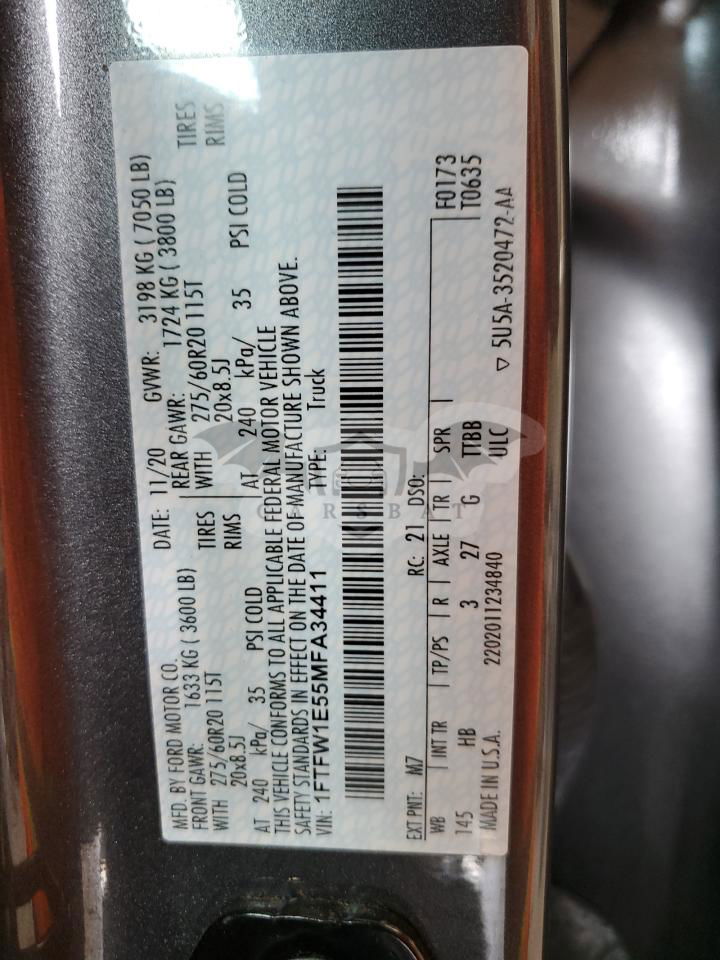 MFD. BY FORD MOTOR CO. DATE: 11/20 GVWR: 3198 KG ( 7050 LB)
FRONT GAWR: 1633 KG ( 3600 LB) REAR GAWR: 1724 KG ( 3800 LB)
WITH 275/60R20 115T TIRES WITH 275/60R20 115T TIRES
20x8.5J RIMS 20x8.5J RIMS
AT 240 kPa/ 35 PSI COLD AT 240 kPa/ 35 PSI COLD
THIS VEHICLE CONFORMS TO ALL APPLICABLE FEDERAL MOTOR VEHICLE
SAFETY STANDARDS IN EFFECT ON THE DATE OF MANUFACTURE SHOWN ABOVE.
VIN: 1FTFW1E55MFA34411 TYPE: Truck
EXT PNT: M7 RC: 21 DSO: F0173
WB INT TR TP/PS R AXLE TR SPR T0635
145 HB 3 27 G TTBB
MADE IN U.S.A. 2202011234840 ULC ▽ 5U5A-3520472-AA
CARSBAT